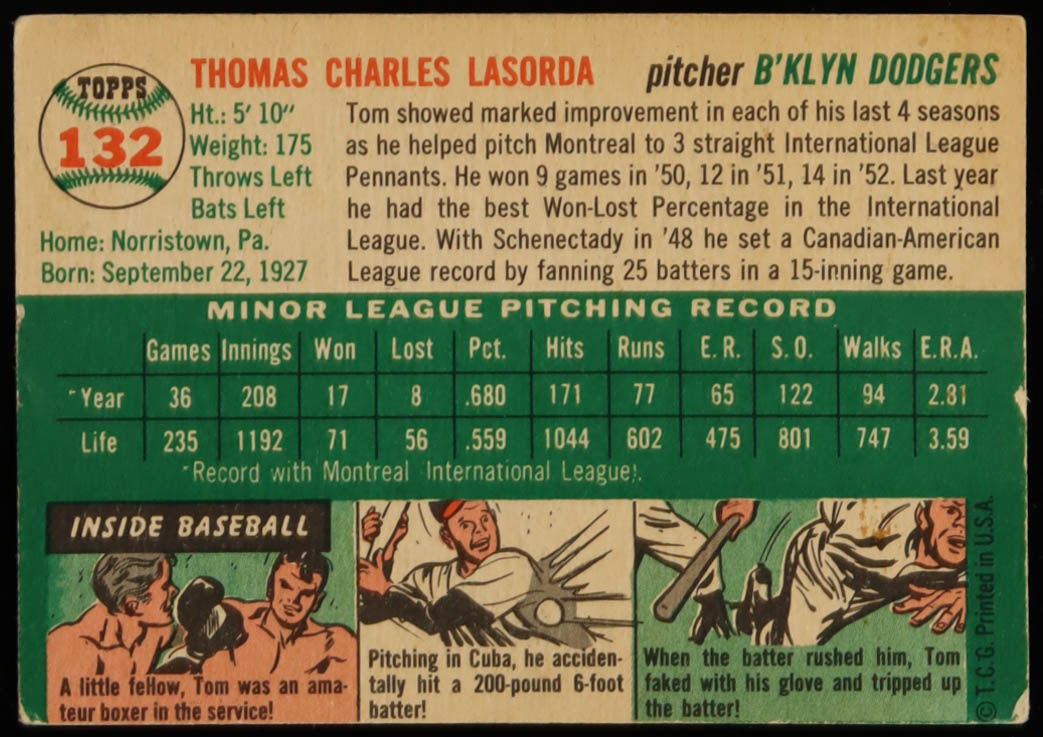 TOPPS
132
THOMAS CHARLES LASORDA
pitcher B'KLYN DODGERS
Ht.: 5' 10"
Weight: 175
Throws Left
Bats Left
Home: Norristown, Pa.
Born: September 22, 1927
Tom showed marked improvement in each of his last 4 seasons
as he helped pitch Montreal to 3 straight International League
Pennants. He won 9 games in '50, 12 in '51, 14 in '52. Last year
he had the best Won-Lost Percentage in the International
League. With Schenectady in '48 he set a Canadian-American
League record by fanning 25 batters in a 15-inning game.
MINOR LEAGUE PITCHING RECORD
Games Innings Won Lost Pct. Hits Runs E.R. S.O. Walks E.R.A.
*Year 36 208 17 8 .680 171 77 65 122 94 2.81
Life 235 1192 71 56 .559 1044 602 475 801 747 3.59
*Record with Montreal (International League).
INSIDE BASEBALL
A little fellow, Tom was an ama-
teur boxer in the service!
Pitching in Cuba, he acciden-
tally hit a 200-pound 6-foot
batter!
When the batter rushed him, Tom
faked with his glove and tripped up
the batter!
© T.C.G. Printed in U.S.A.